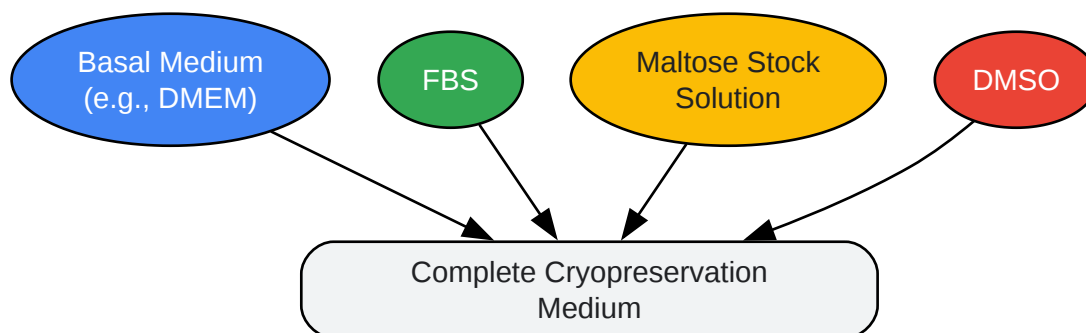 Basal Medium
(e.g., DMEM)
FBS
Maltose Stock
Solution
DMSO
Complete Cryopreservation
Medium